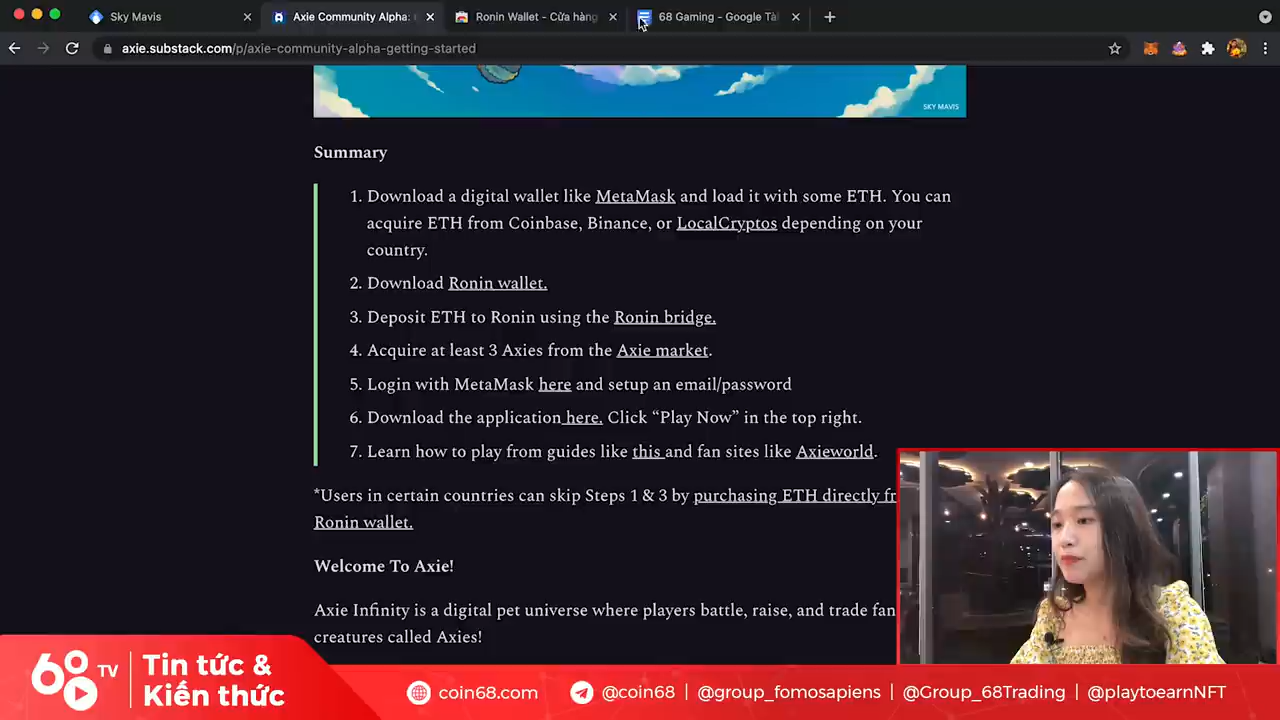 Sky Mavis
Axie Community Alpha:
Ronin Wallet - Cửa hàng
68 Gaming - Google Tài
axie.substack.com/p/axie-community-alpha-getting-started
SKY MAVIS
Summary
1. Download a digital wallet like MetaMask and load it with some ETH. You can
acquire ETH from Coinbase, Binance, or LocalCryptos depending on your
country.
2. Download Ronin wallet.
3. Deposit ETH to Ronin using the Ronin bridge.
4. Acquire at least 3 Axies from the Axie market.
5. Login with MetaMask here and setup an email/password
6. Download the application here. Click “Play Now” in the top right.
7. Learn how to play from guides like this and fan sites like Axieworld.
*Users in certain countries can skip Steps 1 & 3 by purchasing ETH directly fr
Ronin wallet.
Welcome To Axie!
Axie Infinity is a digital pet universe where players battle, raise, and trade fan
creatures called Axies!
68 TV
Tin tức &
Kiến thức
coin68.com
@coin68 | @group_fomosapiens | @Group_68Trading | @playtoearnNFT